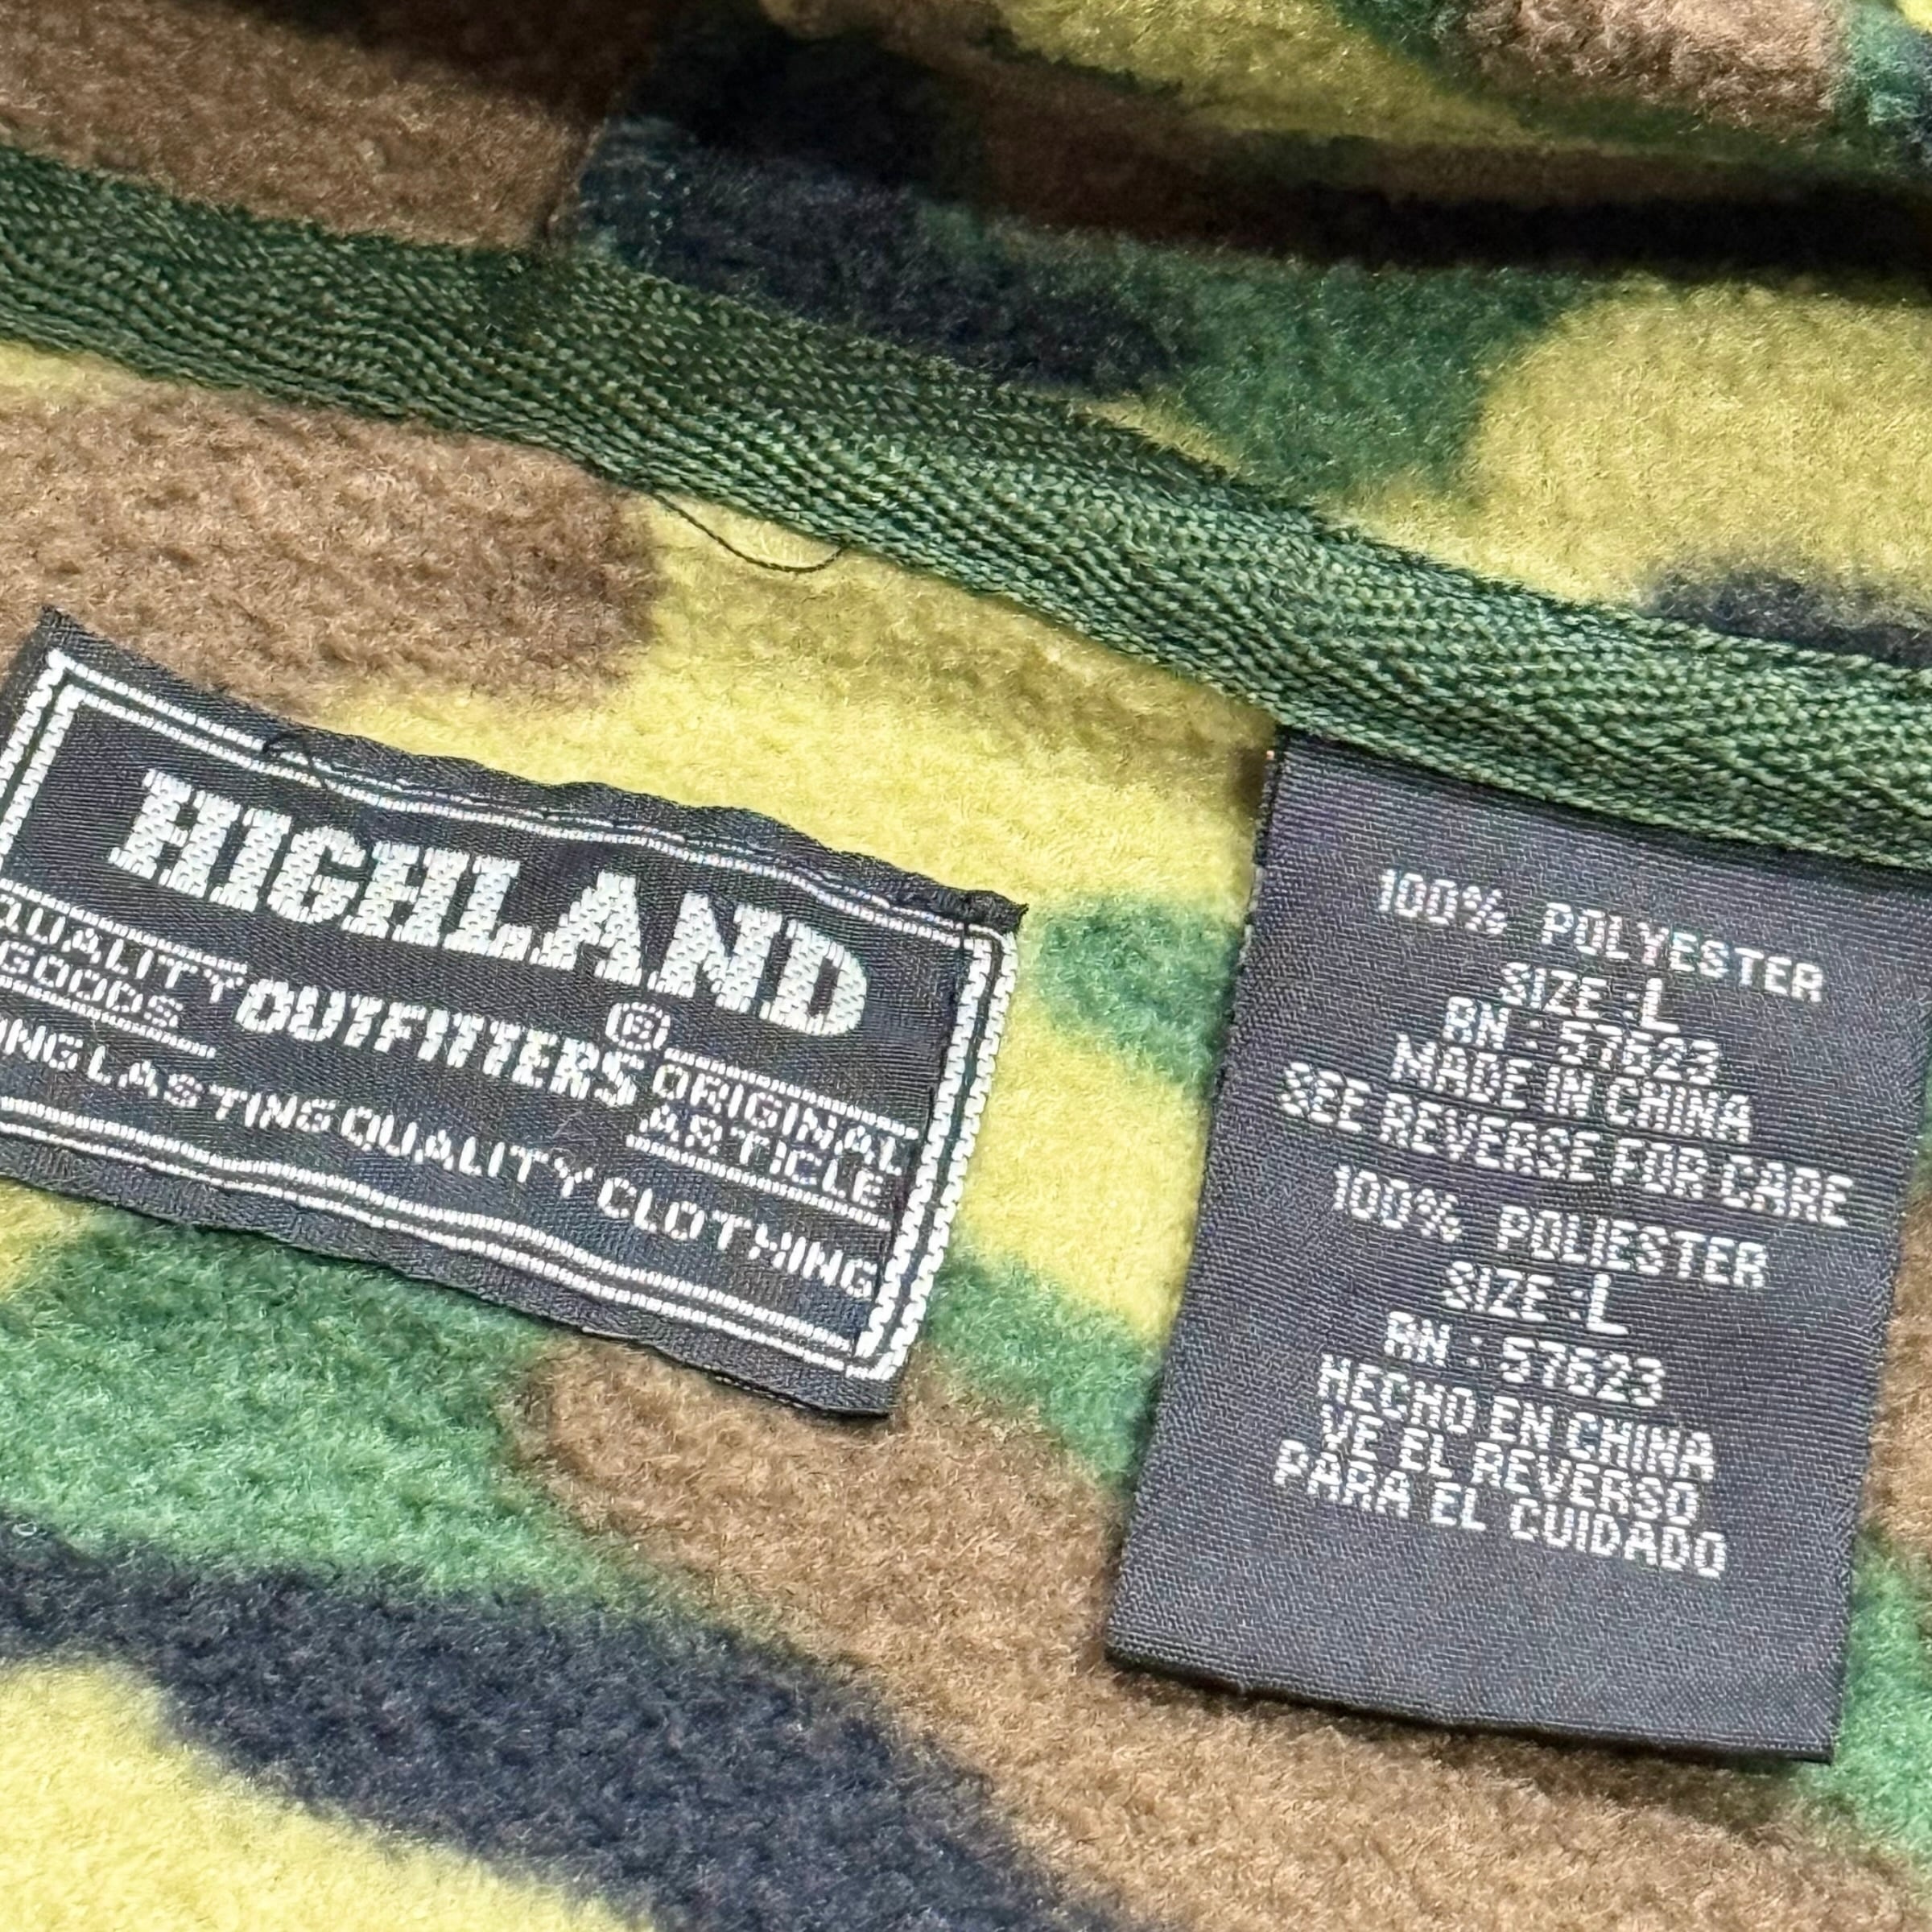 HIGHLAND
QUALITY
GOODS
OUTFITTERS
®
ORIGINAL
ARTICLE
LASTING QUALITY CLOTHING
100% POLYESTER
SIZE : L
RN : 57623
MADE IN CHINA
SEE REVERSE FOR CARE
100% POLIESTER
SIZE : L
RN : 57623
HECHO EN CHINA
VE EL REVERSO
PARA EL CUIDADO